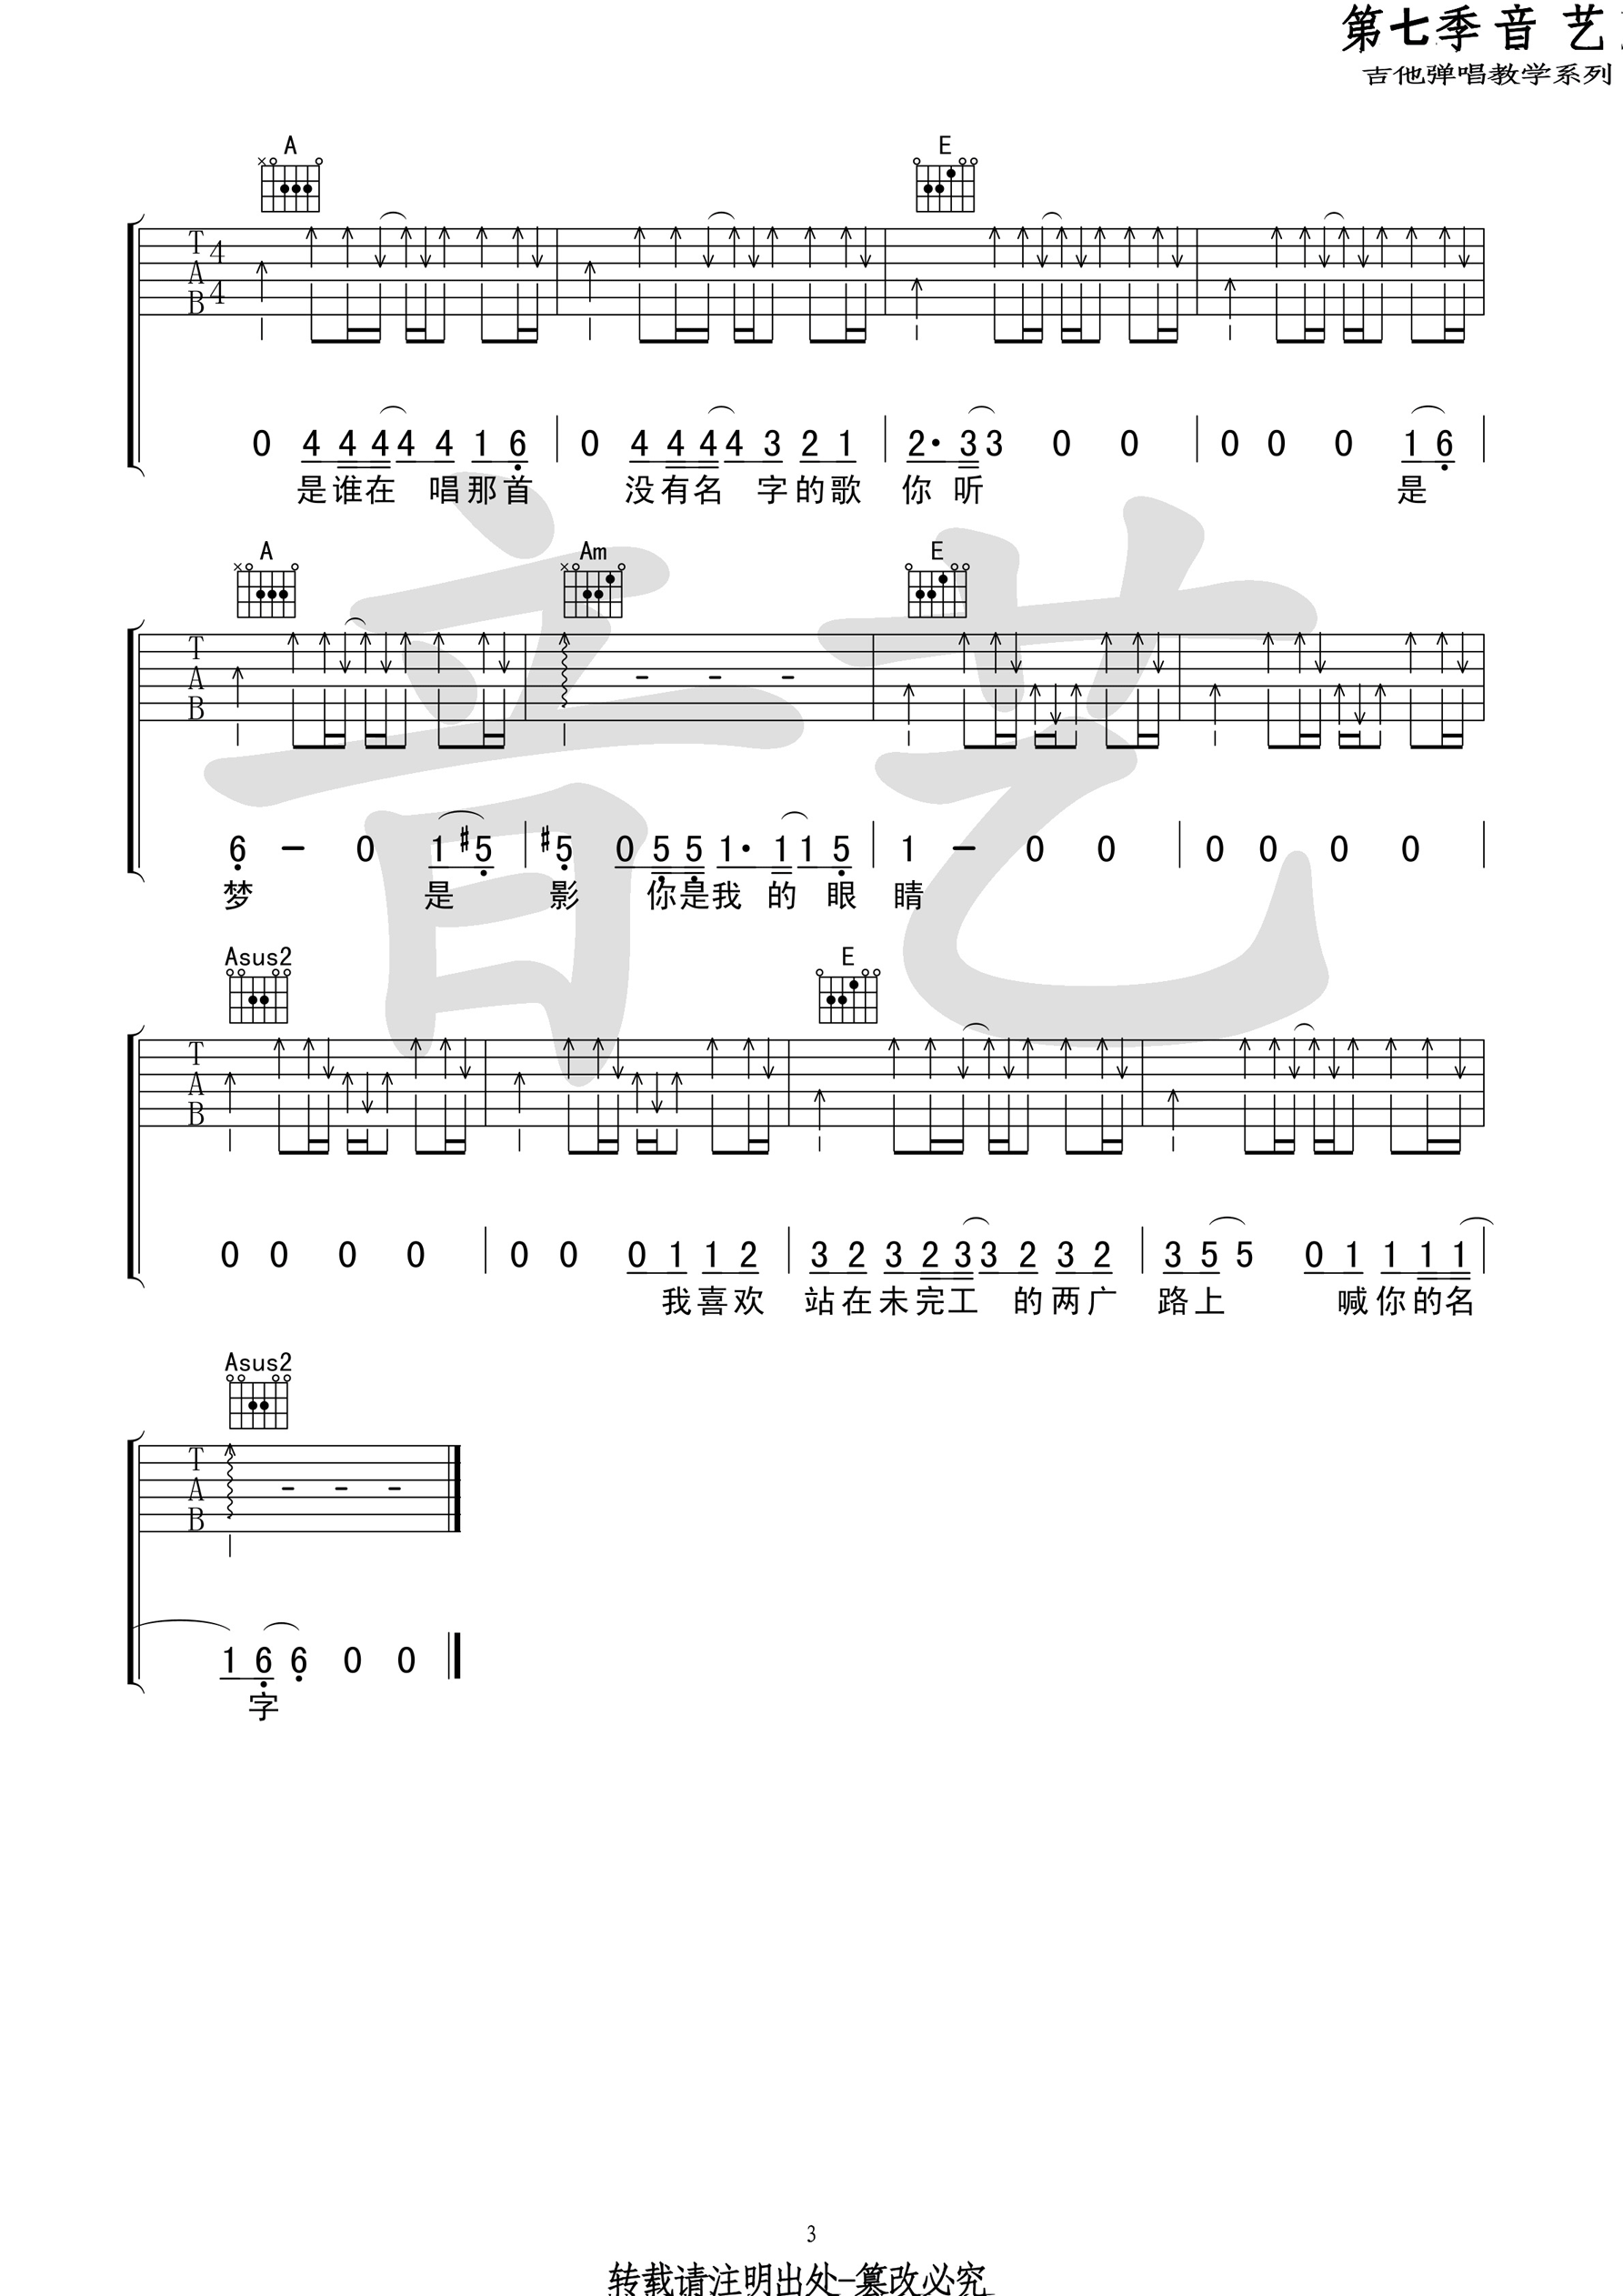 第七季音艺
吉他弹唱教学系列
A E
T A B 4 4
0 4 4 4 4 4 1 6 0 4 4 4 4 3 2 1 2· 3 3 0 0 0 0 0 1 6
是谁在 唱那首 没有名 字的歌 你 听 是
A Am E
T A B
6 – 0 1 #5 #5 0 5 5 1· 1 1 5 1 – 0 0 0 0 0 0
梦 是 影 你是我 的 眼 睛
Asus2 E
T A B
0 0 0 0 0 0 0 1 1 2 3 2 3 2 3 3 2 3 2 3 5 5 0 1 1 1 1
我喜欢 站在未完工 的两广 路上 喊你的名
Asus2
T A B
1 6 6 0 0
字
音艺
3
转载请注明出处-篡改必究